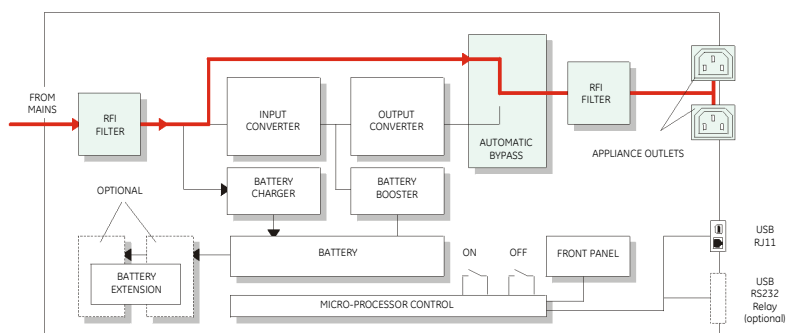 FROM
MAINS
RFI
FILTER
INPUT
CONVERTER
OUTPUT
CONVERTER
AUTOMATIC
BYPASS
RFI
FILTER
APPLIANCE OUTLETS
OPTIONAL
BATTERY
CHARGER
BATTERY
BOOSTER
BATTERY
EXTENSION
BATTERY
ON
OFF
FRONT PANEL
MICRO-PROCESSOR CONTROL
USB
RJ11
USB
RS232
Relay
(optional)